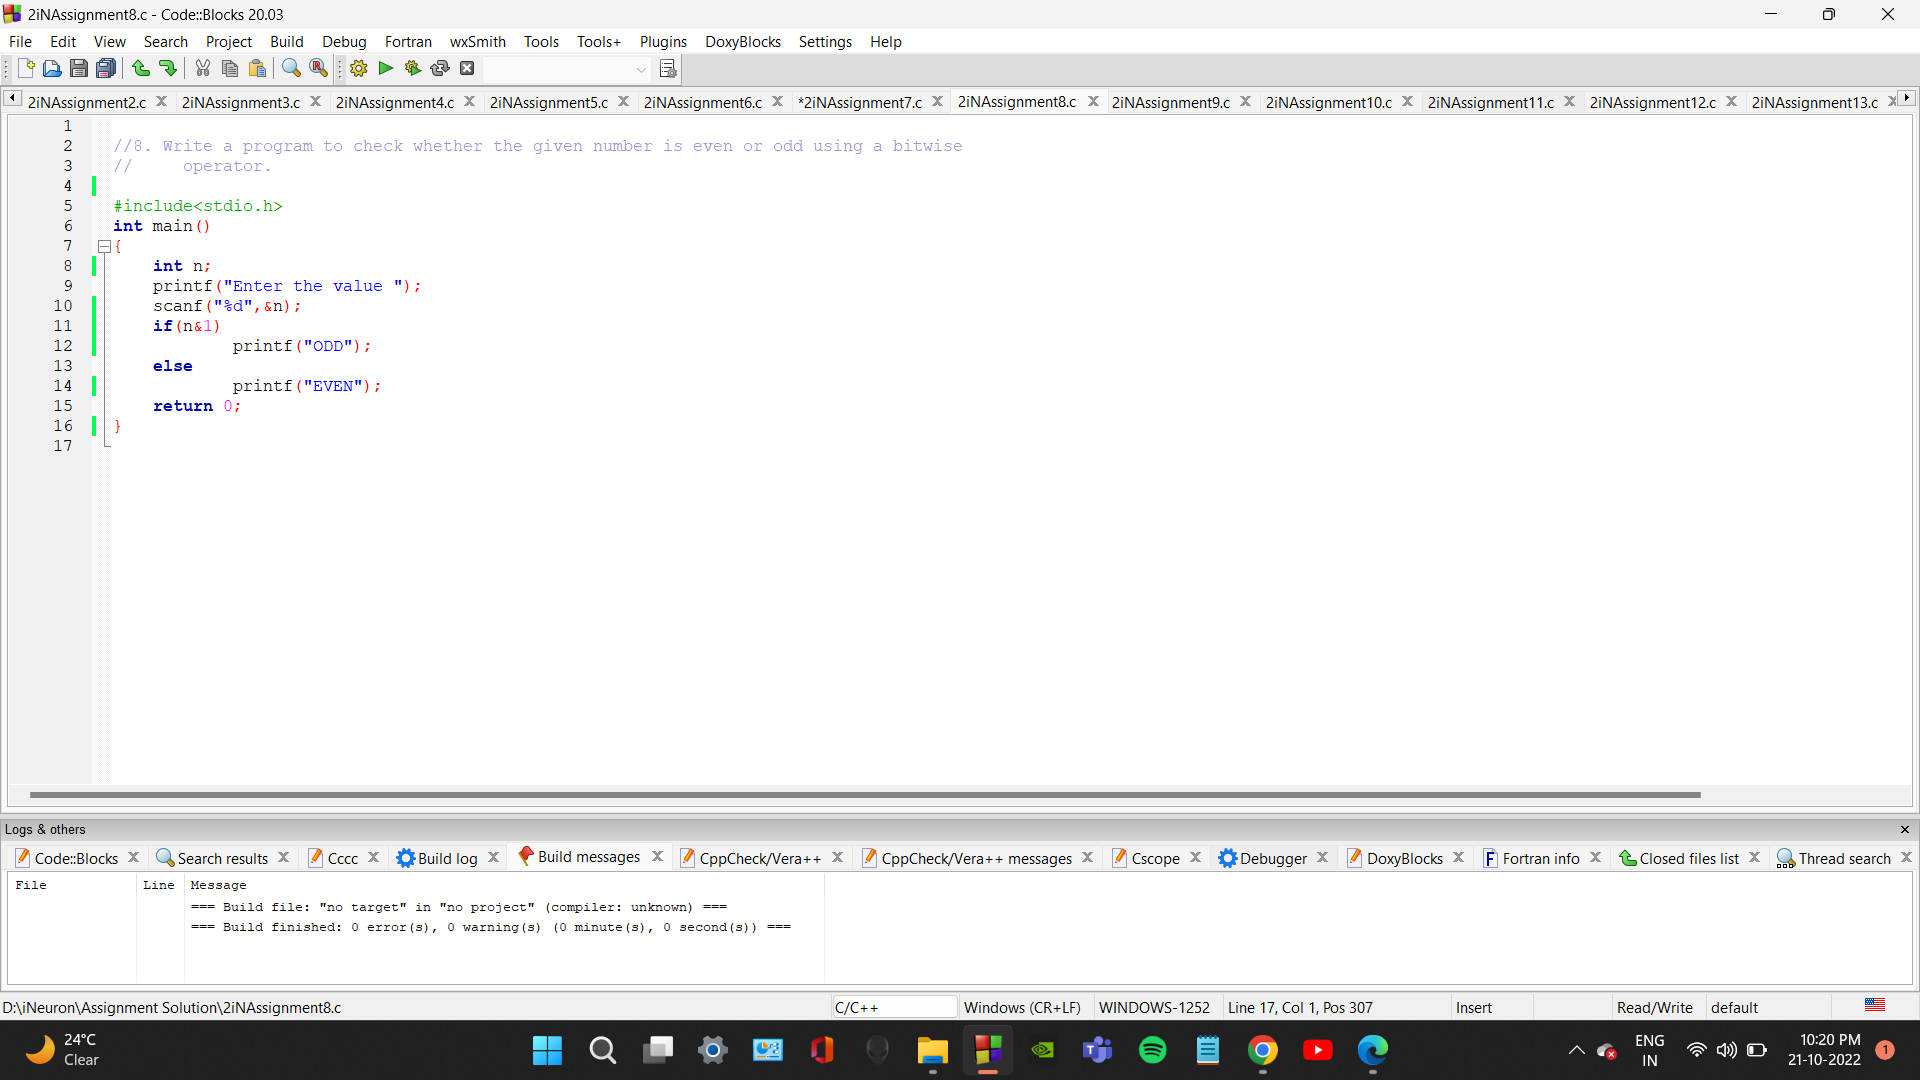 2iNAssignment8.c - Code::Blocks 20.03
File Edit View Search Project Build Debug Fortran wxSmith Tools Tools+ Plugins DoxyBlocks Settings Help
2iNAssignment2.c 2iNAssignment3.c 2iNAssignment4.c 2iNAssignment5.c 2iNAssignment6.c *2iNAssignment7.c 2iNAssignment8.c 2iNAssignment9.c 2iNAssignment10.c 2iNAssignment11.c 2iNAssignment12.c 2iNAssignment13.c
1
2 //8. Write a program to check whether the given number is even or odd using a bitwise
3 //     operator.
4
5 #include<stdio.h>
6 int main()
7 {
8     int n;
9     printf("Enter the value ");
10     scanf("%d",&n);
11     if(n&1)
12             printf("ODD");
13     else
14             printf("EVEN");
15     return 0;
16 }
17
Logs & others
Code::Blocks Search results Cccc Build log Build messages CppCheck/Vera++ CppCheck/Vera++ messages Cscope Debugger DoxyBlocks Fortran info Closed files list Thread search
File Line Message
=== Build file: "no target" in "no project" (compiler: unknown) ===
=== Build finished: 0 error(s), 0 warning(s) (0 minute(s), 0 second(s)) ===
D:\iNeuron\Assignment Solution\2iNAssignment8.c C/C++ Windows (CR+LF) WINDOWS-1252 Line 17, Col 1, Pos 307 Insert Read/Write default
24°C
Clear
ENG
IN
10:20 PM
21-10-2022
1